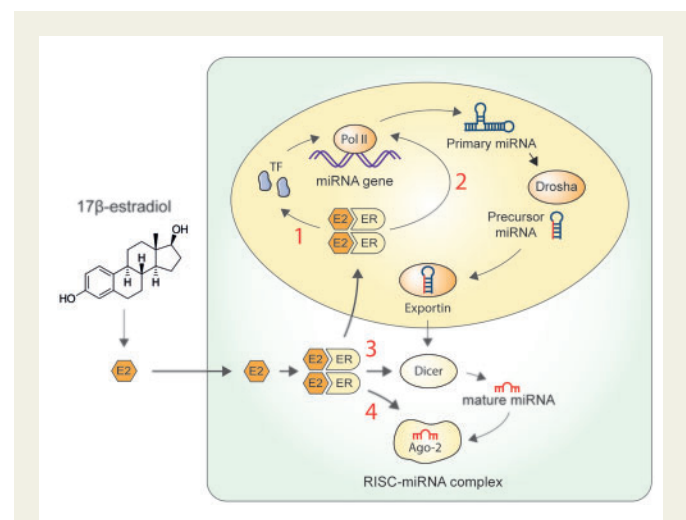 Pol II
Primary miRNA
TF
miRNA gene
2
Drosha
17β-estradiol
1
E2 ER
E2 ER
Precursor
miRNA
OH
H
H
H
HO
Exportin
E2
E2
E2 ER
E2 ER
3
Dicer
mature miRNA
4
Ago-2
RISC-miRNA complex